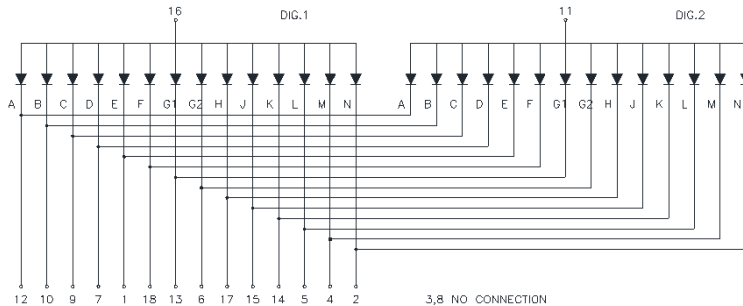 16 DIG.1 11 DIG.2
A B C D E F G1 G2 H J K L M N A B C D E F G1 G2 H J K L M N
12 10 9 7 1 18 13 6 17 15 14 5 4 2 3,8 NO CONNECTION